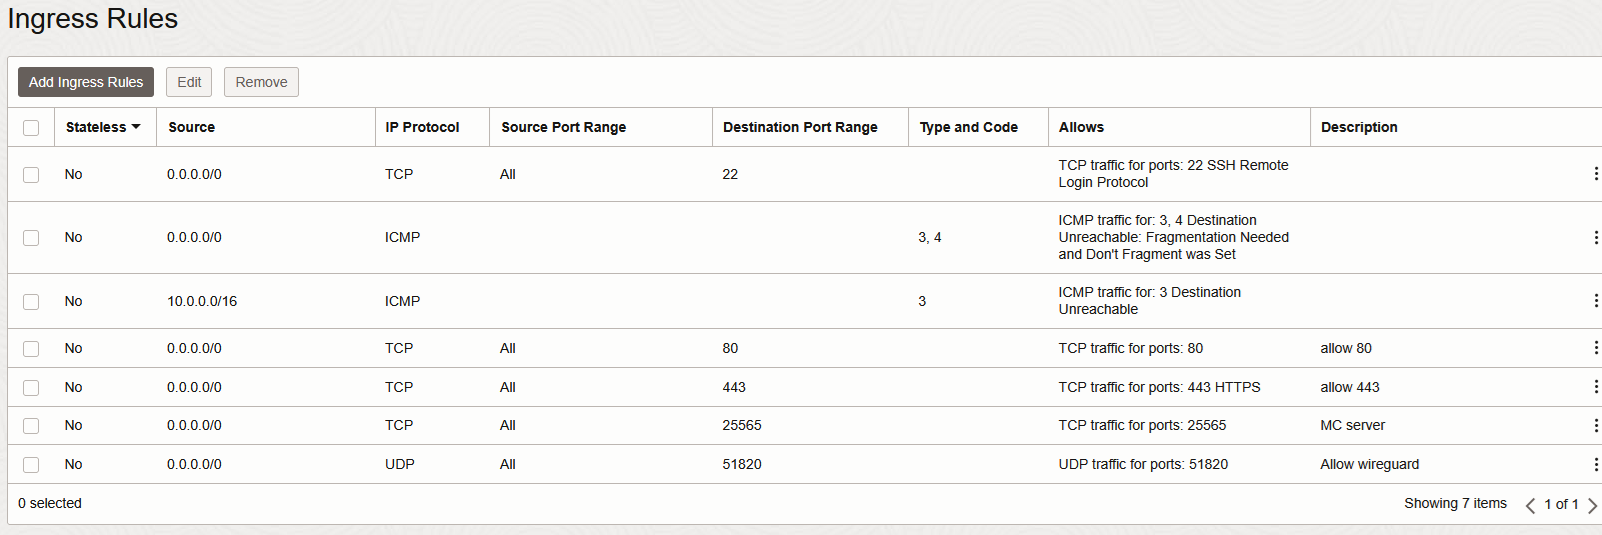 Ingress Rules
Add Ingress Rules Edit Remove
Stateless Source IP Protocol Source Port Range Destination Port Range Type and Code Allows Description
No 0.0.0.0/0 TCP All 22 TCP traffic for ports: 22 SSH Remote
Login Protocol
No 0.0.0.0/0 ICMP 3, 4 ICMP traffic for: 3, 4 Destination
Unreachable: Fragmentation Needed
and Don't Fragment was Set
No 10.0.0.0/16 ICMP 3 ICMP traffic for: 3 Destination
Unreachable
No 0.0.0.0/0 TCP All 80 TCP traffic for ports: 80 allow 80
No 0.0.0.0/0 TCP All 443 TCP traffic for ports: 443 HTTPS allow 443
No 0.0.0.0/0 TCP All 25565 TCP traffic for ports: 25565 MC server
No 0.0.0.0/0 UDP All 51820 UDP traffic for ports: 51820 Allow wireguard
0 selected Showing 7 items 1 of 1